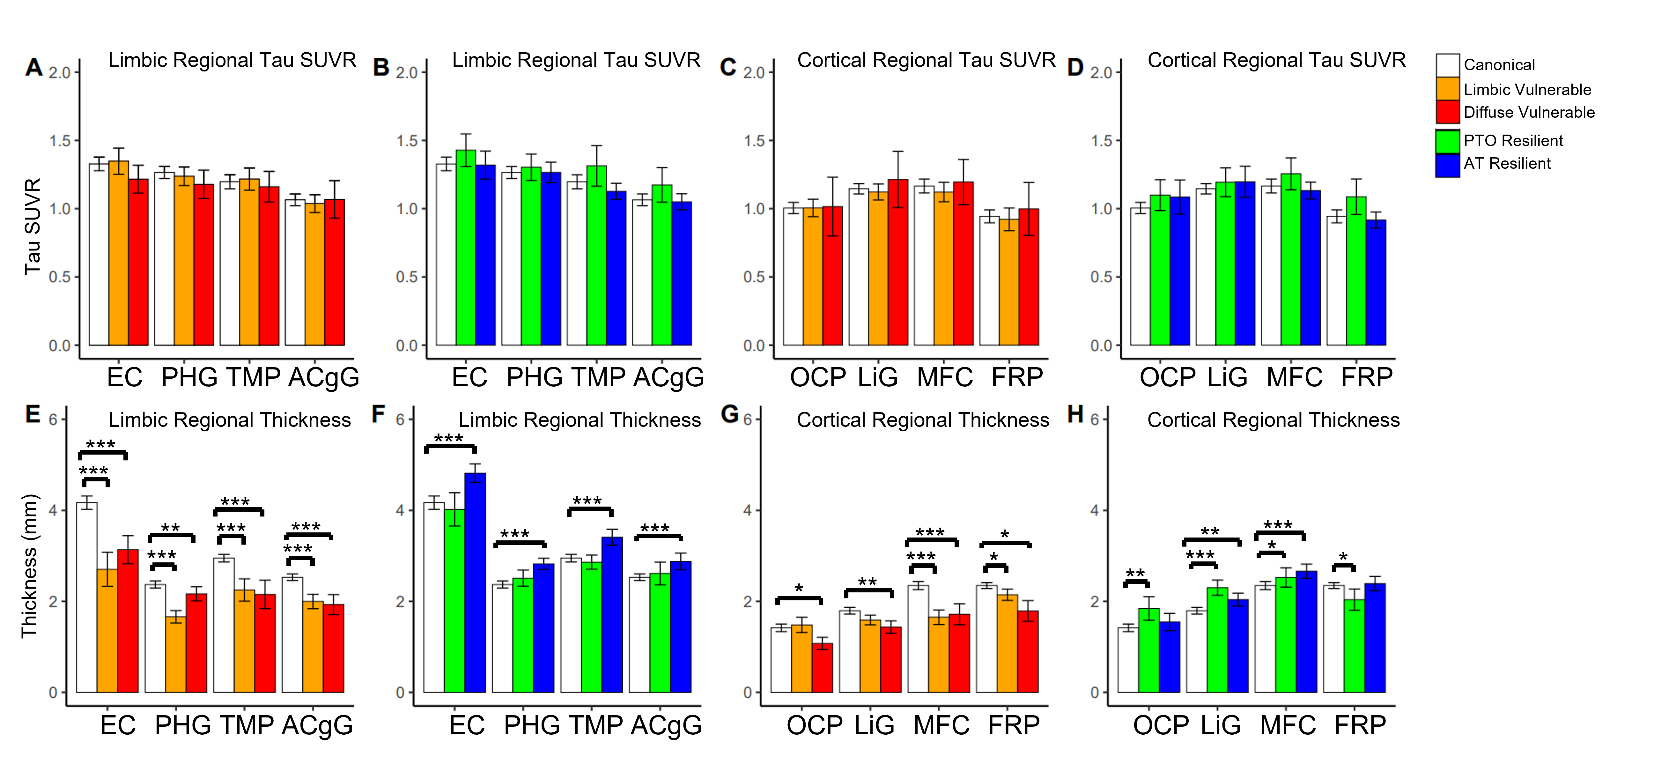 A Limbic Regional Tau SUVR
B Limbic Regional Tau SUVR
C Cortical Regional Tau SUVR
D Cortical Regional Tau SUVR
Canonical
Limbic Vulnerable
Diffuse Vulnerable
PTO Resilient
AT Resilient
Tau SUVR
2.0 2.0 2.0 2.0
1.5 1.5 1.5 1.5
1.0 1.0 1.0 1.0
0.5 0.5 0.5 0.5
0.0 0.0 0.0 0.0
EC PHG TMP ACgG
EC PHG TMP ACgG
OCP LiG MFC FRP
OCP LiG MFC FRP
E Limbic Regional Thickness
F Limbic Regional Thickness
G Cortical Regional Thickness
H Cortical Regional Thickness
Thickness (mm)
6 6 6 6
4 4 4 4
2 2 2 2
0 0 0 0
*** *** ** *** *** *** *** ***
*** *** *** ***
* ** *** *** * *
** ** *** *** * *
EC PHG TMP ACgG
EC PHG TMP ACgG
OCP LiG MFC FRP
OCP LiG MFC FRP